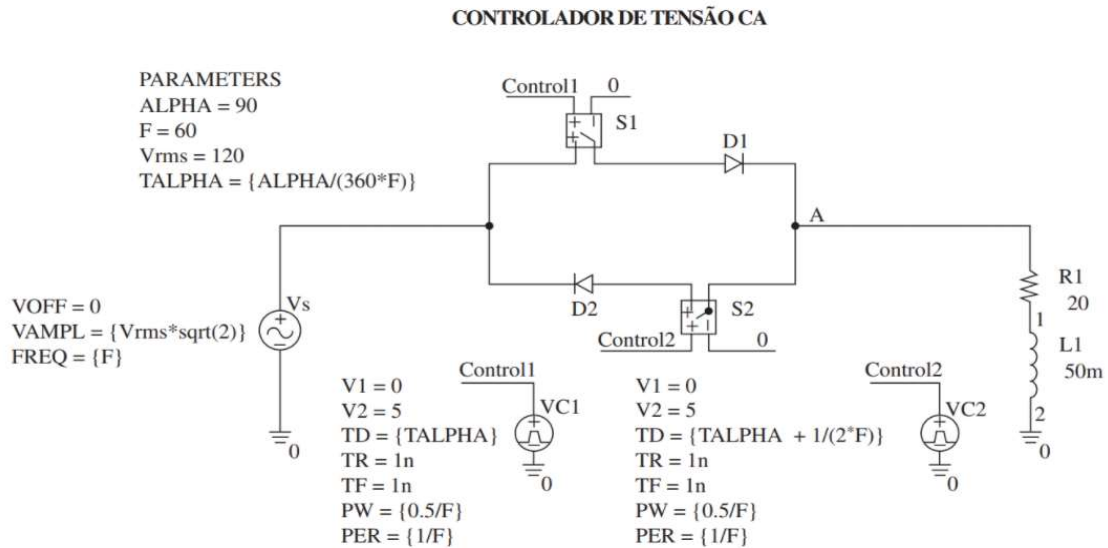 CONTROLADOR DE TENSÃO CA
PARAMETERS
ALPHA = 90
F = 60
Vrms = 120
TALPHA = {ALPHA/(360*F)}
Control1
0
S1
D1
A
VOFF = 0
VAMPL = {Vrms*sqrt(2)}
FREQ = {F}
Vs
0
D2
S2
Control2
0
R1
20
1
L1
50m
2
0
Control1
V1 = 0
V2 = 5
TD = {TALPHA}
TR = 1n
TF = 1n
PW = {0.5/F}
PER = {1/F}
VC1
0
V1 = 0
V2 = 5
TD = {TALPHA + 1/(2*F)}
TR = 1n
TF = 1n
PW = {0.5/F}
PER = {1/F}
Control2
VC2
0